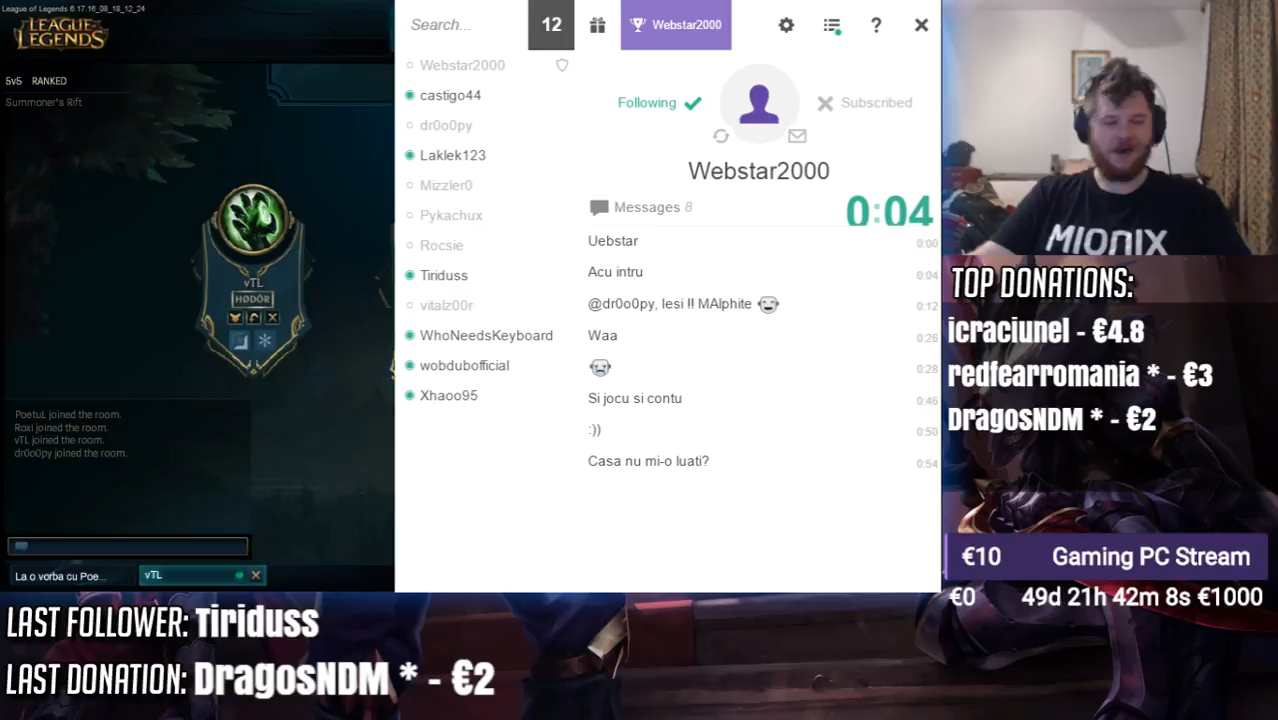 League of Legends 6.17.16_08_18_12_24
LEAGUE OF
LEGENDS
5v5 RANKED
Summoner's Rift
vTL
HØDÖR
PoetuL joined the room.
Roxi joined the room.
vTL joined the room.
dr0o0py joined the room.
La o vorba cu Poe...
vTL
Search...
12
Webstar2000
?
Webstar2000
castigo44
dr0o0py
Laklek123
Mizzler0
Pykachux
Rocsie
Tiriduss
vitalz00r
WhoNeedsKeyboard
wobdubofficial
Xhaoo95
Following
Subscribed
Webstar2000
Messages 8
0:04
Uebstar 0:00
Acu intru 0:04
@dr0o0py, Iesi !! MAlphite 0:12
Waa 0:26
0:28
Si jocu si contu 0:46
:)) 0:50
Casa nu mi-o luati? 0:54
MIONIX
TOP DONATIONS:
icraciunel - €4.8
redfearromania * - €3
DragosNDM * - €2
€10 Gaming PC Stream
€0 49d 21h 42m 8s €1000
LAST FOLLOWER: Tiriduss
LAST DONATION: DragosNDM * - €2